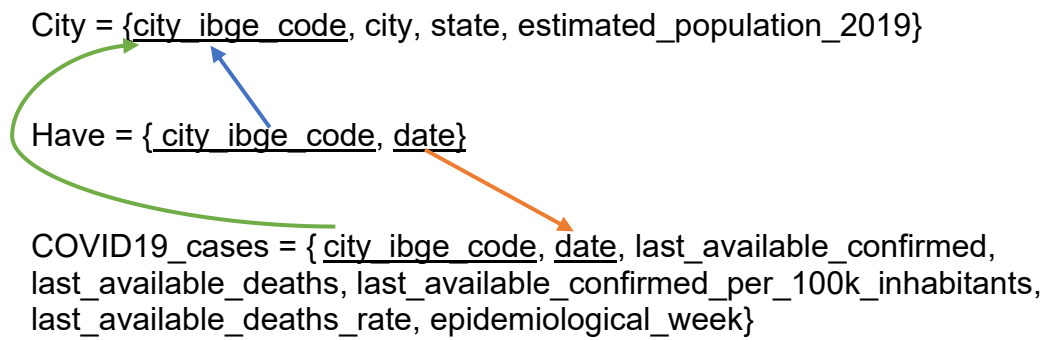 City = {city_ibge_code, city, state, estimated_population_2019}
Have = { city_ibge_code, date}
COVID19_cases = { city_ibge_code, date, last_available_confirmed,
last_available_deaths, last_available_confirmed_per_100k_inhabitants,
last_available_deaths_rate, epidemiological_week}